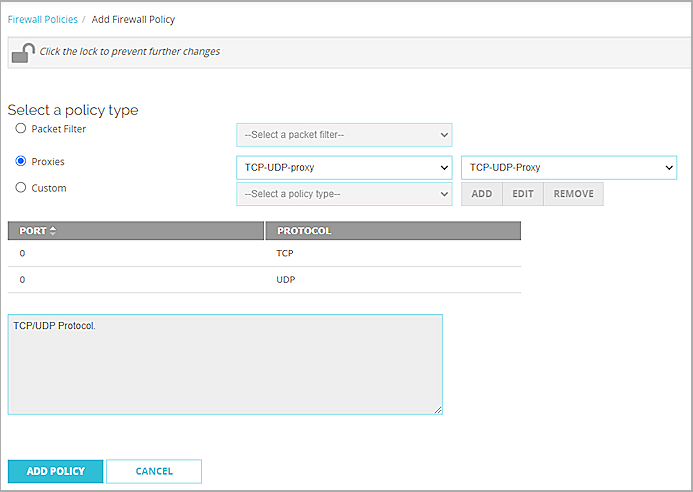 Firewall Policies / Add Firewall Policy
Click the lock to prevent further changes
Select a policy type
Packet Filter --Select a packet filter--
Proxies TCP-UDP-proxy TCP-UDP-Proxy
Custom --Select a policy type-- ADD EDIT REMOVE
PORT PROTOCOL
0 TCP
0 UDP
TCP/UDP Protocol.
ADD POLICY CANCEL